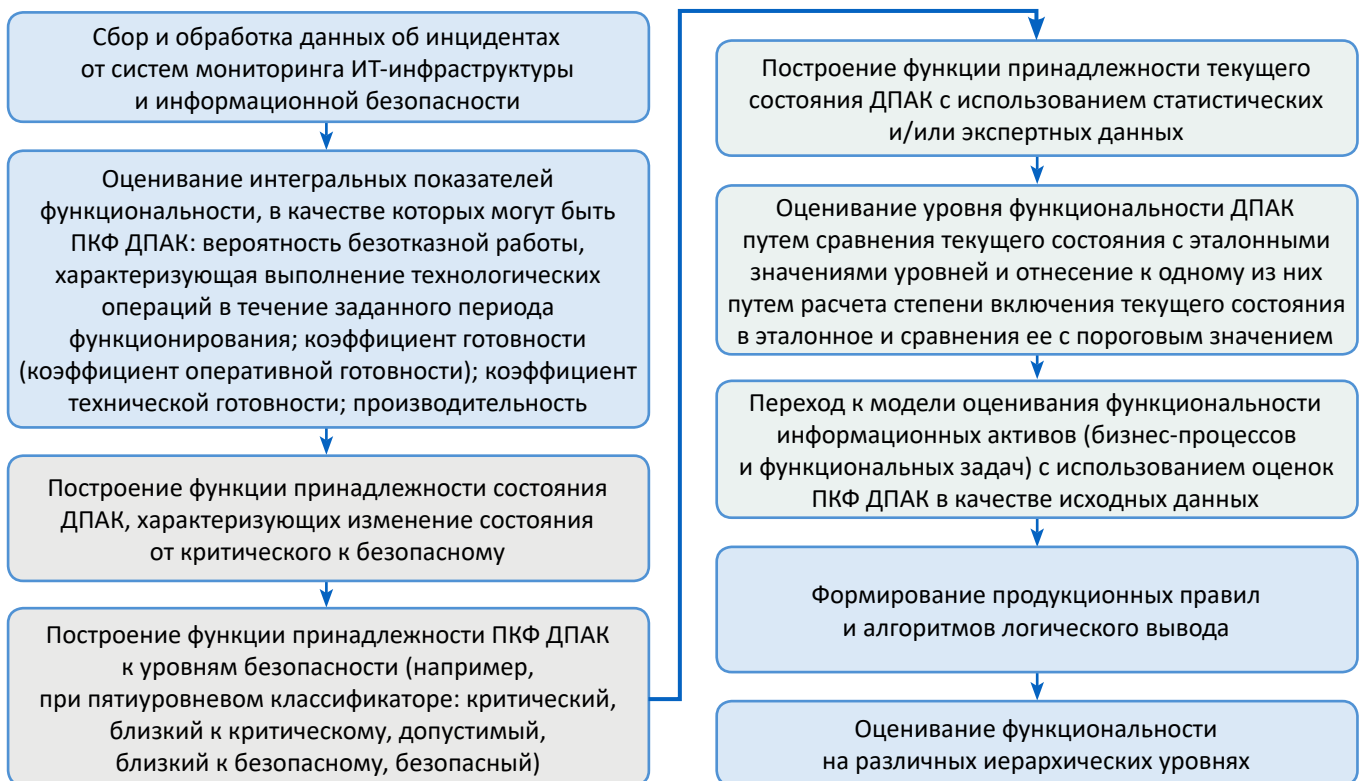 Сбор и обработка данных об инцидентах
от систем мониторинга ИТ-инфраструктуры
и информационной безопасности
Оценивание интегральных показателей
функциональности, в качестве которых могут быть
ПКФ ДПАК: вероятность безотказной работы,
характеризующая выполнение технологических
операций в течение заданного периода
функционирования; коэффициент готовности
(коэффициент оперативной готовности); коэффициент
технической готовности; производительность
Построение функции принадлежности состояния
ДПАК, характеризующих изменение состояния
от критического к безопасному
Построение функции принадлежности ПКФ ДПАК
к уровням безопасности (например,
при пятиуровневом классификаторе: критический,
близкий к критическому, допустимый,
близкий к безопасному, безопасный)
Построение функции принадлежности текущего
состояния ДПАК с использованием статистических
и/или экспертных данных
Оценивание уровня функциональности ДПАК
путем сравнения текущего состояния с эталонными
значениями уровней и отнесение к одному из них
путем расчета степени включения текущего состояния
в эталонное и сравнения ее с пороговым значением
Переход к модели оценивания функциональности
информационных активов (бизнес-процессов
и функциональных задач) с использованием оценок
ПКФ ДПАК в качестве исходных данных
Формирование продукционных правил
и алгоритмов логического вывода
Оценивание функциональности
на различных иерархических уровнях